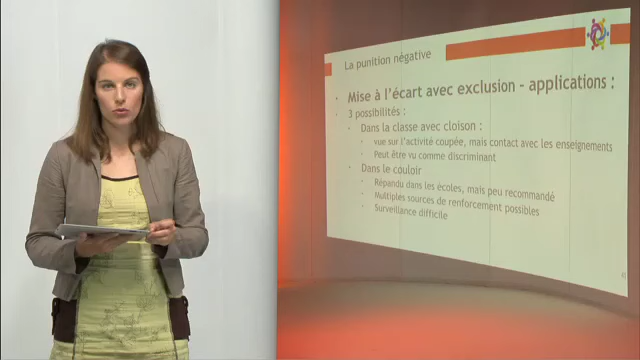 La punition négative
Mise à l'écart avec exclusion - applications :
3 possibilités :
Dans la classe avec cloison :
vue sur l'activité coupée, mais contact avec les enseignements
Peut être vu comme discriminant
Dans le couloir
Répandu dans les écoles, mais peu recommandé
Multiples sources de renforcement possibles
Surveillance difficile